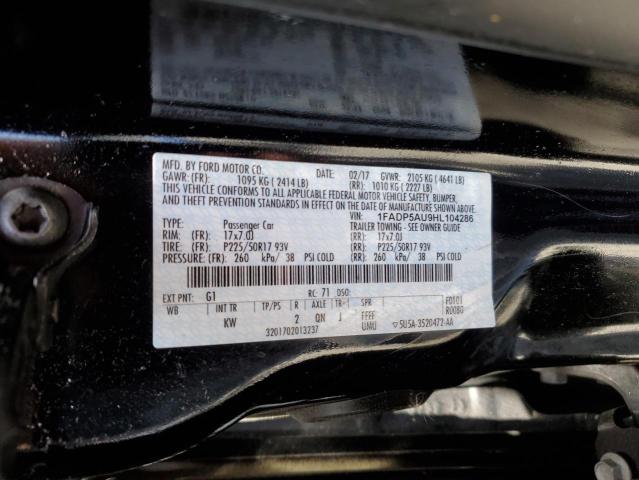 MFD. BY FORD MOTOR CO. DATE: 02/17 GVWR: 2105 KG ( 4641 LB)
GAWR:(FR): 1095 KG ( 2414 LB) (RR): 1010 KG ( 2227 LB)
THIS VEHICLE CONFORMS TO ALL APPLICABLE FEDERAL MOTOR VEHICLE SAFETY, BUMPER,
AND THEFT PREVENTION STANDARDS IN EFFECT ON THE DATE OF MANUFACTURE SHOWN
ABOVE. VIN: 1FADP5AU9HL104286
TYPE: Passenger Car TRAILER TOWING - SEE OWNER GUIDE
RIM: (FR): 17x7.0J (RR): 17x7.0J
TIRE: (FR): P225/50R17 93V (RR): P225/50R17 93V
PRESSURE: (FR): 260 kPa/ 38 PSI COLD (RR): 260 kPa/ 38 PSI COLD
EXT PNT: G1 RC: 71 DSO: F0101
WB INT TR TP/PS R AXLE TR SPR R0080
KW 2 QN J FFFF
3201702013237 UMU 5U5A-3520472-AA